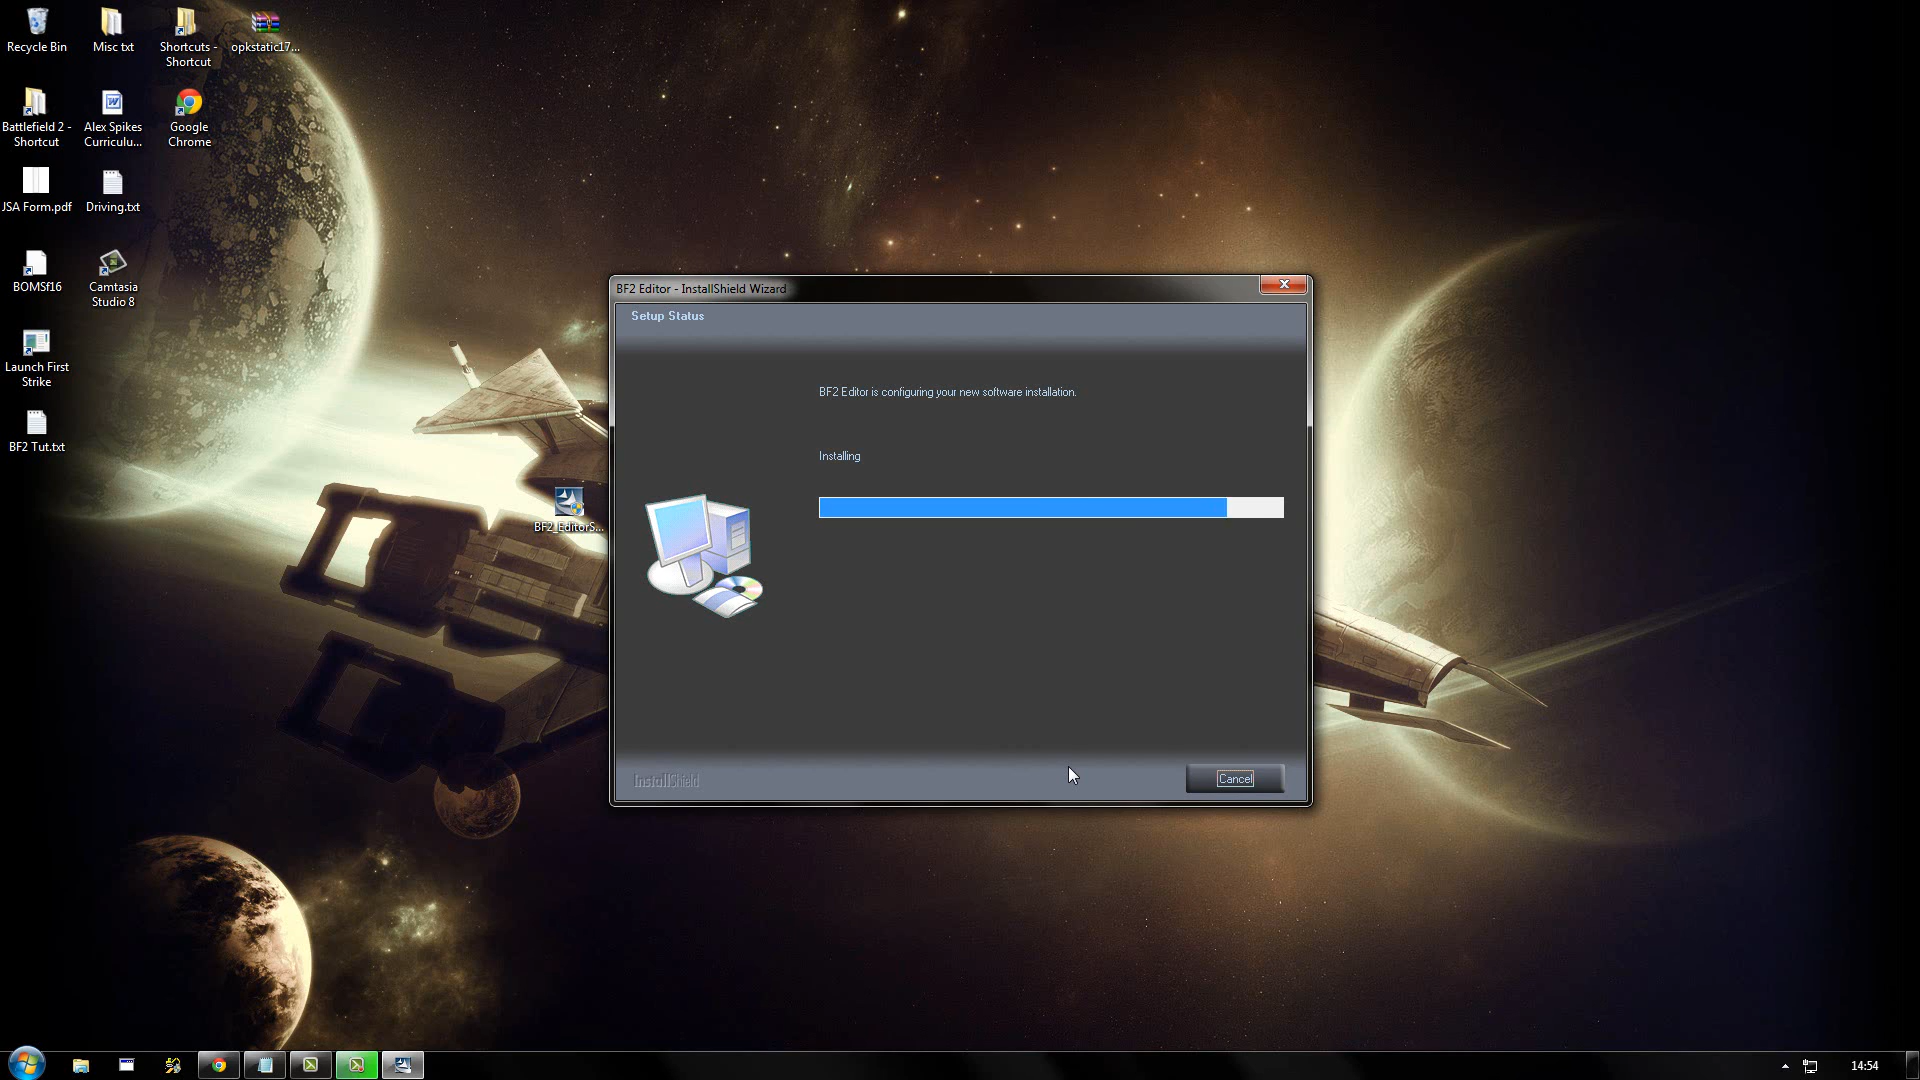 Recycle Bin
Misc txt
Shortcuts -
Shortcut
opkstatic17...
Battlefield 2 -
Shortcut
Alex Spikes
Curriculu...
Google
Chrome
JSA Form.pdf
Driving.txt
BOMSf16
Camtasia
Studio 8
Launch First
Strike
BF2 Tut.txt
BF2_EditorS...
BF2 Editor - InstallShield Wizard
Setup Status
BF2 Editor is configuring your new software installation.
Installing
InstallShield
Cancel
14:54